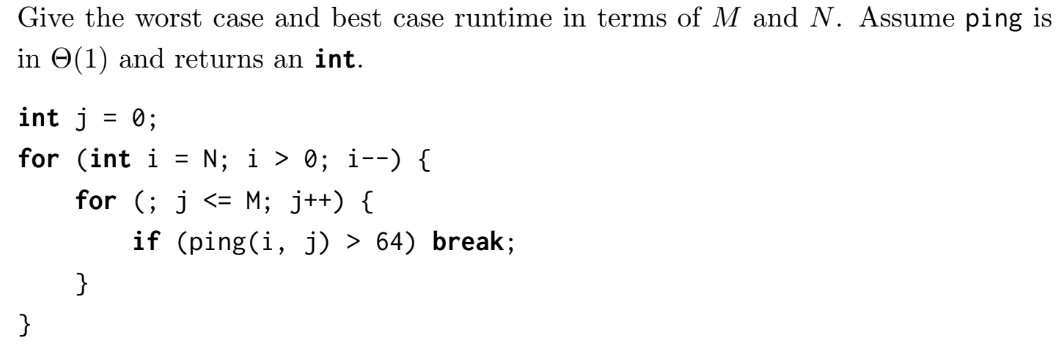 Give the worst case and best case runtime in terms of M and N. Assume ping is
in Θ(1) and returns an int.
int j = 0;
for (int i = N; i > 0; i--) {
    for (; j <= M; j++) {
        if (ping(i, j) > 64) break;
    }
}